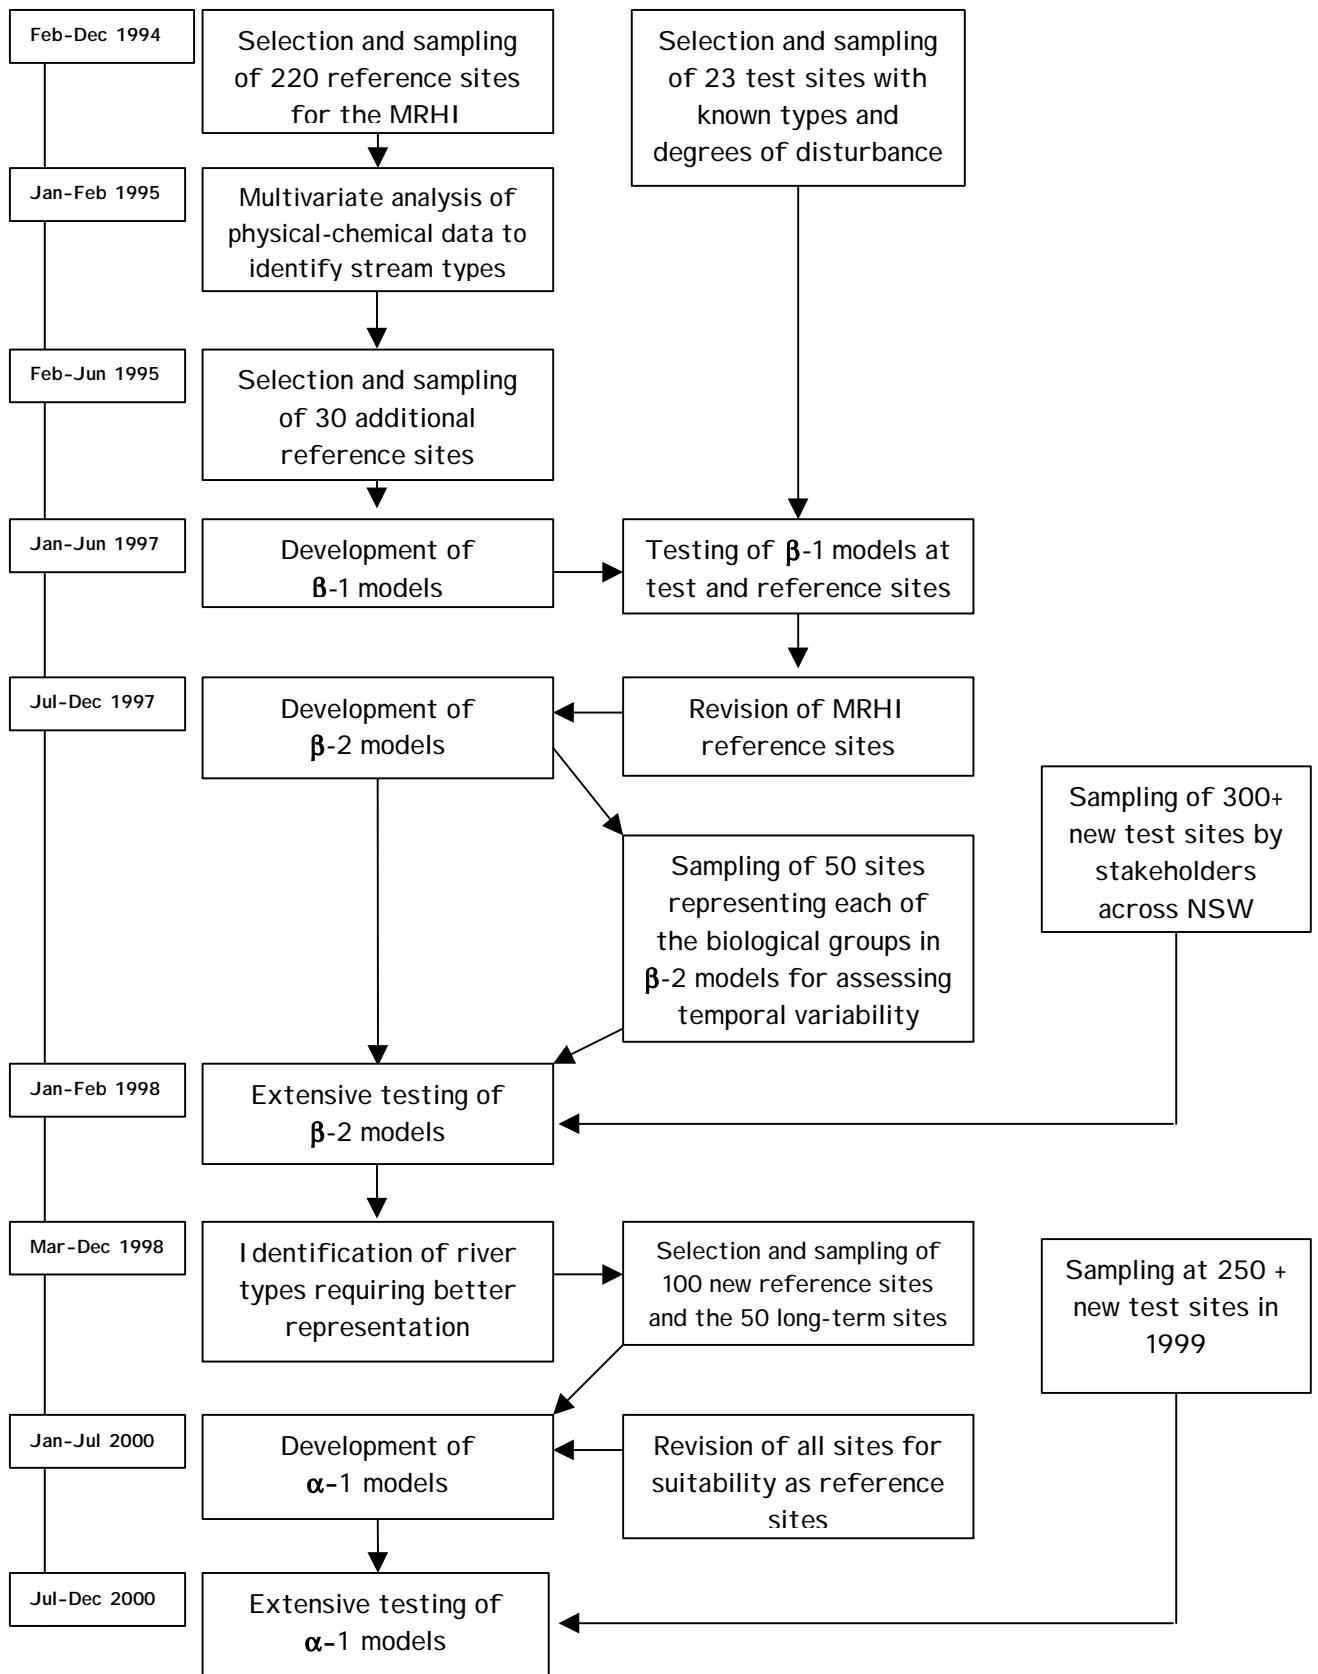 Feb-Dec 1994
Selection and sampling
of 220 reference sites
for the MRHI
Selection and sampling
of 23 test sites with
known types and
degrees of disturbance
Jan-Feb 1995
Multivariate analysis of
physical-chemical data to
identify stream types
Feb-Jun 1995
Selection and sampling
of 30 additional
reference sites
Jan-Jun 1997
Development of
β-1 models
Testing of β-1 models at
test and reference sites
Jul-Dec 1997
Development of
β-2 models
Revision of MRHI
reference sites
Sampling of 300+
new test sites by
stakeholders
across NSW
Sampling of 50 sites
representing each of
the biological groups in
β-2 models for assessing
temporal variability
Jan-Feb 1998
Extensive testing of
β-2 models
Mar-Dec 1998
Identification of river
types requiring better
representation
Selection and sampling of
100 new reference sites
and the 50 long-term sites
Sampling at 250 +
new test sites in
1999
Jan-Jul 2000
Development of
α-1 models
Revision of all sites for
suitability as reference
sites
Jul-Dec 2000
Extensive testing of
α-1 models